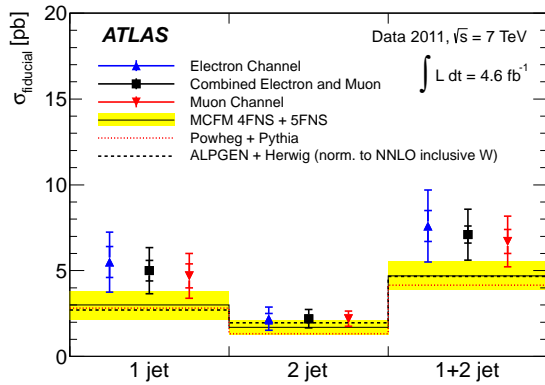 σfiducial [pb]
20
15
10
5
0
ATLAS
Data 2011, √s = 7 TeV
∫ L dt = 4.6 fb⁻¹
Electron Channel
Combined Electron and Muon
Muon Channel
MCFM 4FNS + 5FNS
Powheg + Pythia
ALPGEN + Herwig (norm. to NNLO inclusive W)
1 jet
2 jet
1+2 jet